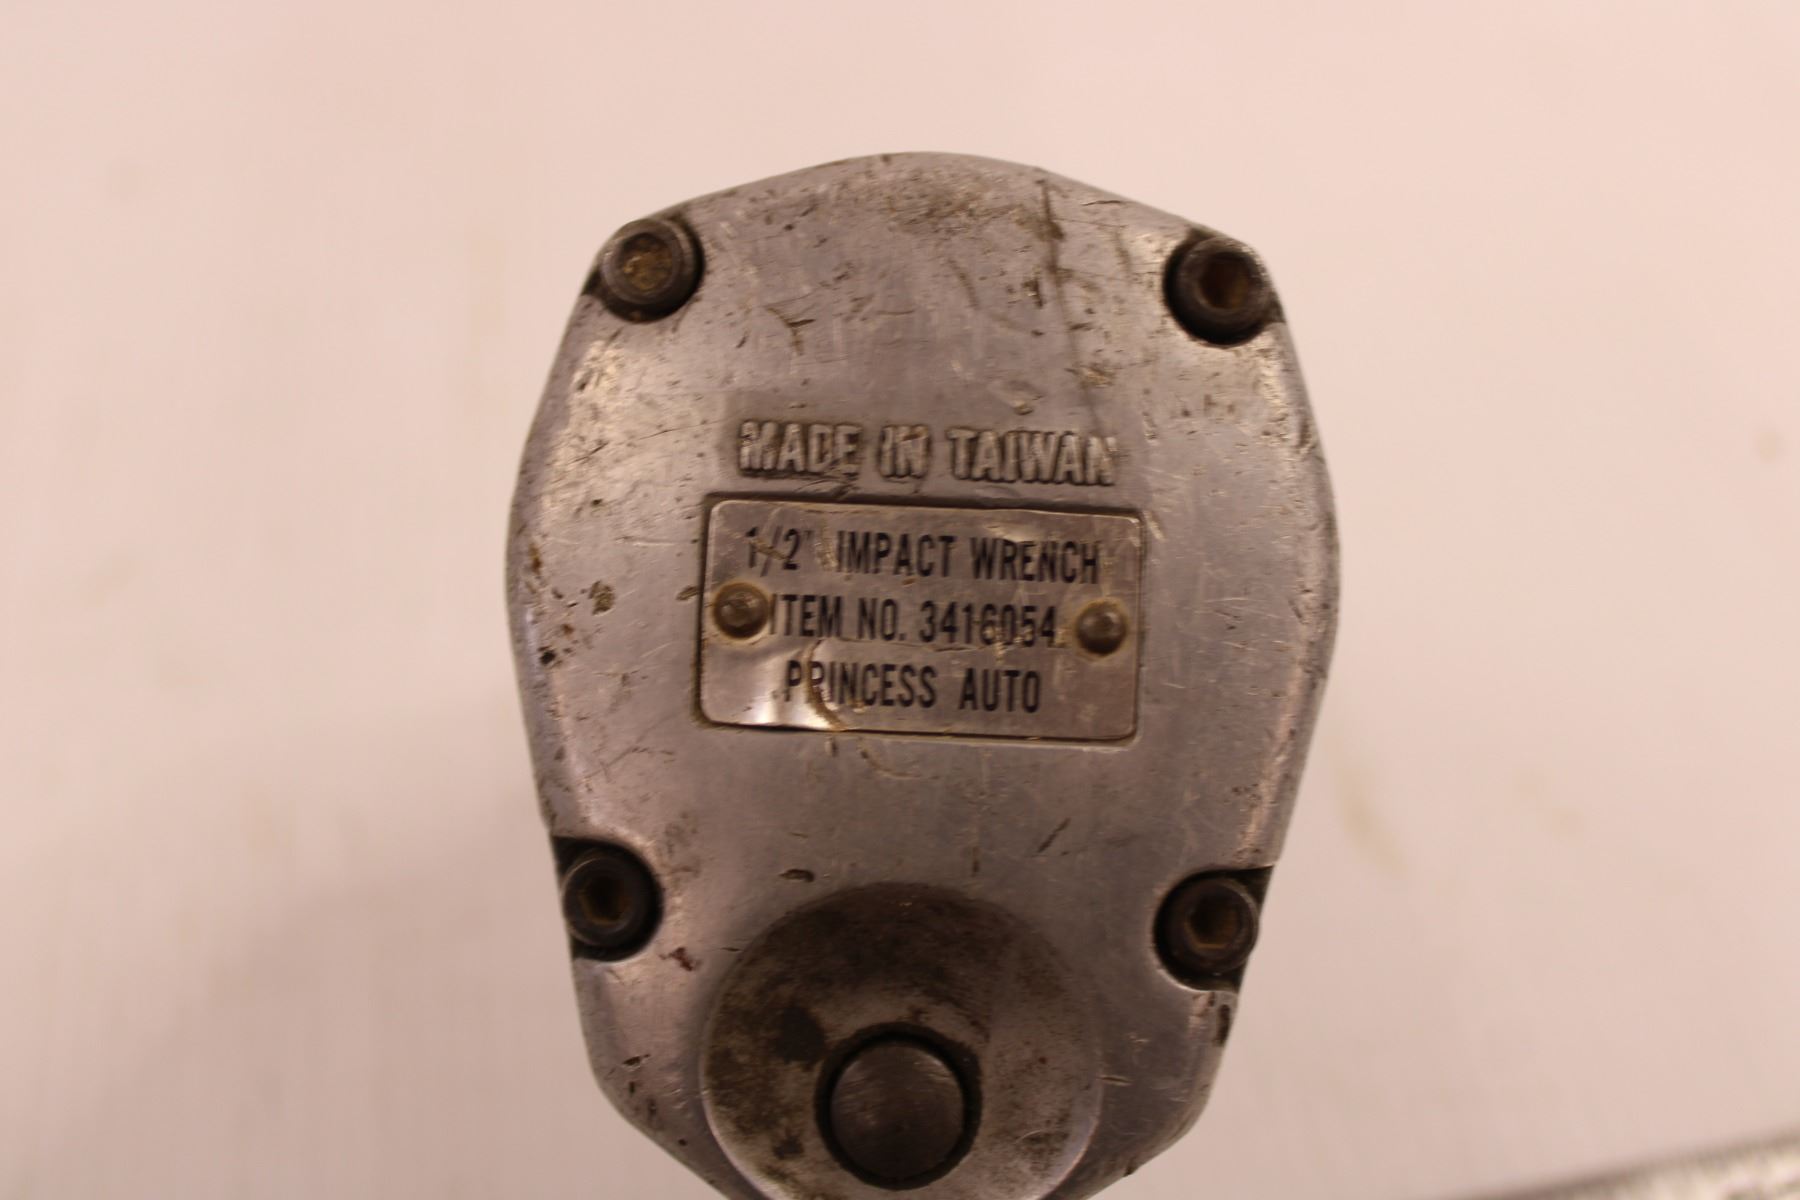 MADE IN TAIWAN
1/2" IMPACT WRENCH
ITEM NO. 3416054
PRINCESS AUTO